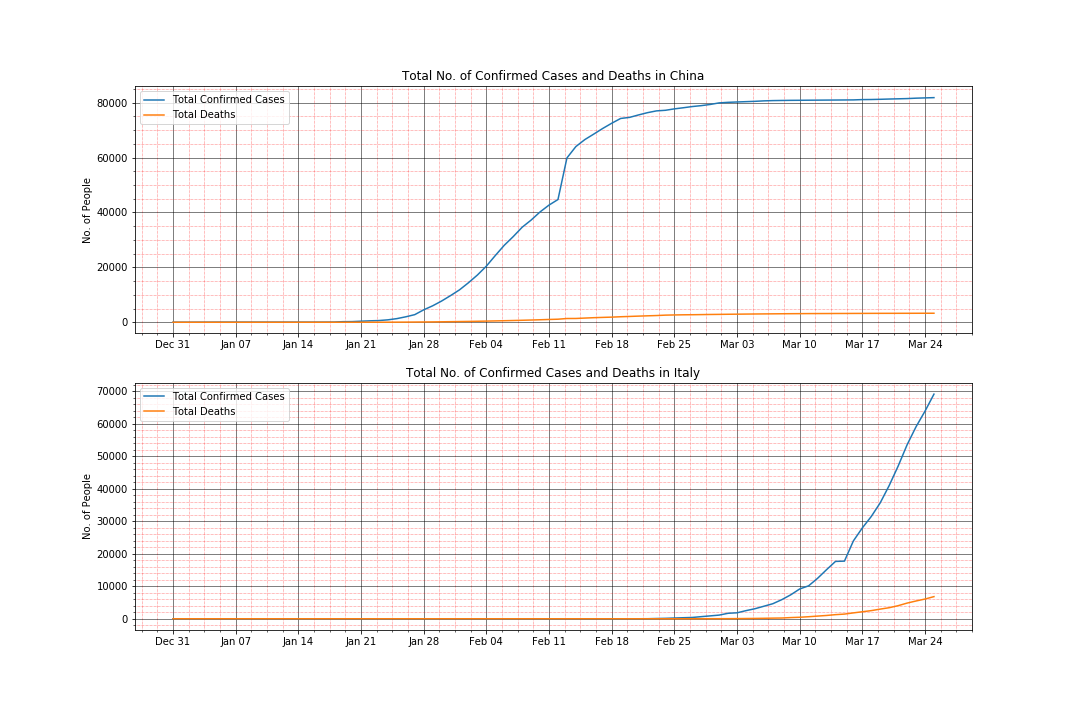 Total No. of Confirmed Cases and Deaths in China
Total Confirmed Cases
Total Deaths
No. of People
80000
60000
40000
20000
0
Dec 31 Jan 07 Jan 14 Jan 21 Jan 28 Feb 04 Feb 11 Feb 18 Feb 25 Mar 03 Mar 10 Mar 17 Mar 24
Total No. of Confirmed Cases and Deaths in Italy
Total Confirmed Cases
Total Deaths
No. of People
70000
60000
50000
40000
30000
20000
10000
0
Dec 31 Jan 07 Jan 14 Jan 21 Jan 28 Feb 04 Feb 11 Feb 18 Feb 25 Mar 03 Mar 10 Mar 17 Mar 24